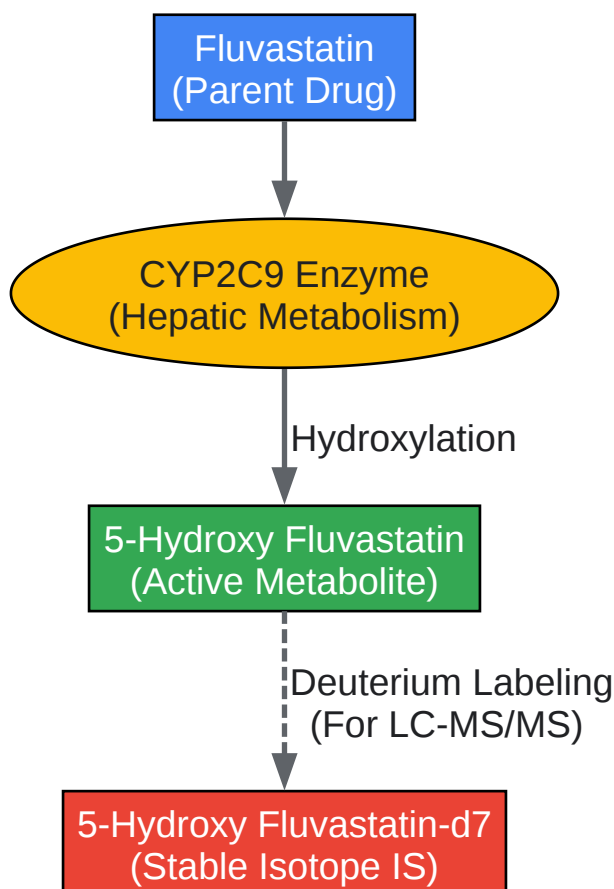 Fluvastatin
(Parent Drug)
CYP2C9 Enzyme
(Hepatic Metabolism)
Hydroxylation
5-Hydroxy Fluvastatin
(Active Metabolite)
Deuterium Labeling
(For LC-MS/MS)
5-Hydroxy Fluvastatin-d7
(Stable Isotope IS)